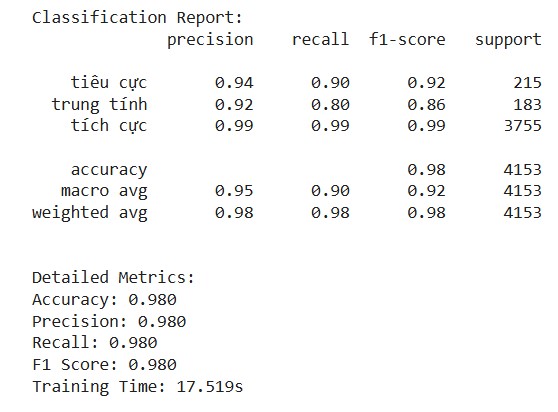 Classification Report:
precision recall f1-score support
tiêu cực 0.94 0.90 0.92 215
trung tính 0.92 0.80 0.86 183
tích cực 0.99 0.99 0.99 3755
accuracy 0.98 4153
macro avg 0.95 0.90 0.92 4153
weighted avg 0.98 0.98 0.98 4153
Detailed Metrics:
Accuracy: 0.980
Precision: 0.980
Recall: 0.980
F1 Score: 0.980
Training Time: 17.519s